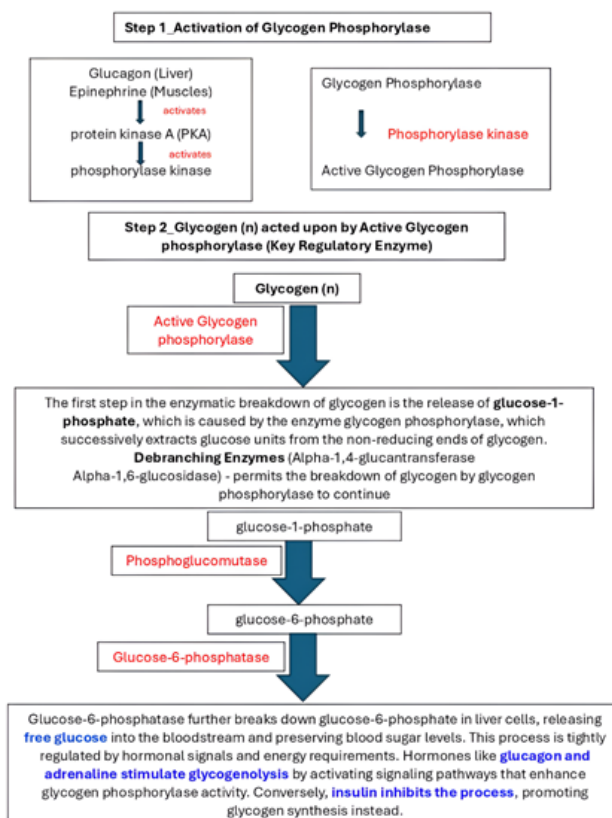 Step 1_Activation of Glycogen Phosphorylase
Glucagon (Liver)
Epinephrine (Muscles)
activates
protein kinase A (PKA)
activates
phosphorylase kinase
Glycogen Phosphorylase
Phosphorylase kinase
Active Glycogen Phosphorylase
Step 2_Glycogen (n) acted upon by Active Glycogen
phosphorylase (Key Regulatory Enzyme)
Glycogen (n)
Active Glycogen
phosphorylase
The first step in the enzymatic breakdown of glycogen is the release of glucose-1-
phosphate, which is caused by the enzyme glycogen phosphorylase, which
successively extracts glucose units from the non-reducing ends of glycogen.
Debranching Enzymes (Alpha-1,4-glucantransferase
Alpha-1,6-glucosidase) - permits the breakdown of glycogen by glycogen
phosphorylase to continue
glucose-1-phosphate
Phosphoglucomutase
glucose-6-phosphate
Glucose-6-phosphatase
Glucose-6-phosphatase further breaks down glucose-6-phosphate in liver cells, releasing
free glucose into the bloodstream and preserving blood sugar levels. This process is tightly
regulated by hormonal signals and energy requirements. Hormones like glucagon and
adrenaline stimulate glycogenolysis by activating signaling pathways that enhance
glycogen phosphorylase activity. Conversely, insulin inhibits the process, promoting
glycogen synthesis instead.